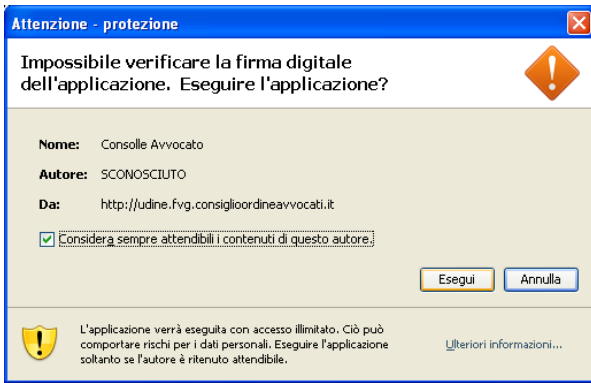 Attenzione - protezione
Impossibile verificare la firma digitale
dell'applicazione. Eseguire l'applicazione?
Nome: Consolle Avvocato
Autore: SCONOSCIUTO
Da: http://udine.fvg.consiglioordineavvocati.it
Considera sempre attendibili i contenuti di questo autore.
Esegui Annulla
L'applicazione verrà eseguita con accesso illimitato. Ciò può
comportare rischi per i dati personali. Eseguire l'applicazione
soltanto se l'autore è ritenuto attendibile.
Ulteriori informazioni...